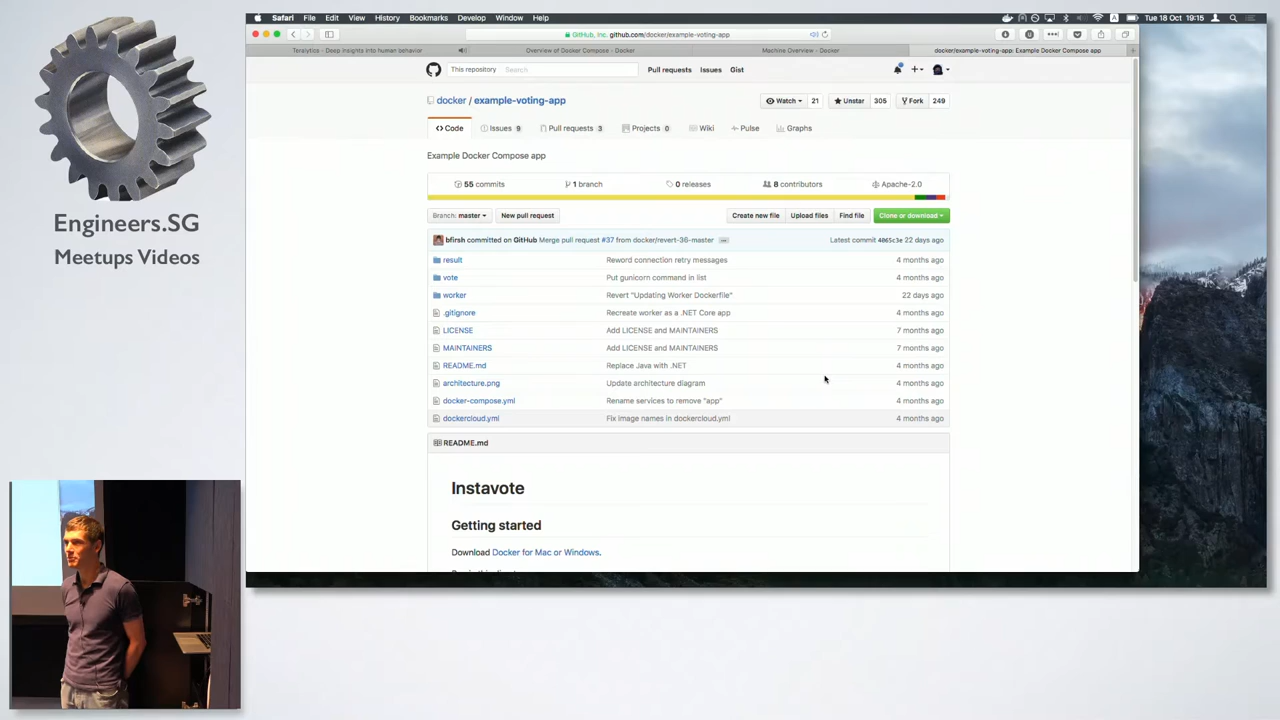 Engineers.SG
Meetups Videos
Safari File Edit View History Bookmarks Develop Window Help
Tue 18 Oct 19:15
GitHub, Inc. github.com/docker/example-voting-app
Teralytics - Deep insights into human behavior
Overview of Docker Compose - Docker
Machine Overview - Docker
docker/example-voting-app: Example Docker Compose app
This repository Search Pull requests Issues Gist
docker / example-voting-app
Watch 21 Unstar 305 Fork 249
Code Issues 9 Pull requests 3 Projects 0 Wiki Pulse Graphs
Example Docker Compose app
55 commits 1 branch 0 releases 8 contributors Apache-2.0
Branch: master New pull request Create new file Upload files Find file Clone or download
bfirsh committed on GitHub Merge pull request #37 from docker/revert-36-master ... Latest commit 4865c3e 22 days ago
result Reword connection retry messages 4 months ago
vote Put gunicorn command in list 4 months ago
worker Revert "Updating Worker Dockerfile" 22 days ago
.gitignore Recreate worker as a .NET Core app 4 months ago
LICENSE Add LICENSE and MAINTAINERS 7 months ago
MAINTAINERS Add LICENSE and MAINTAINERS 7 months ago
README.md Replace Java with .NET 4 months ago
architecture.png Update architecture diagram 4 months ago
docker-compose.yml Rename services to remove "app" 4 months ago
dockercloud.yml Fix image names in dockercloud.yml 4 months ago
README.md
Instavote
Getting started
Download Docker for Mac or Windows.